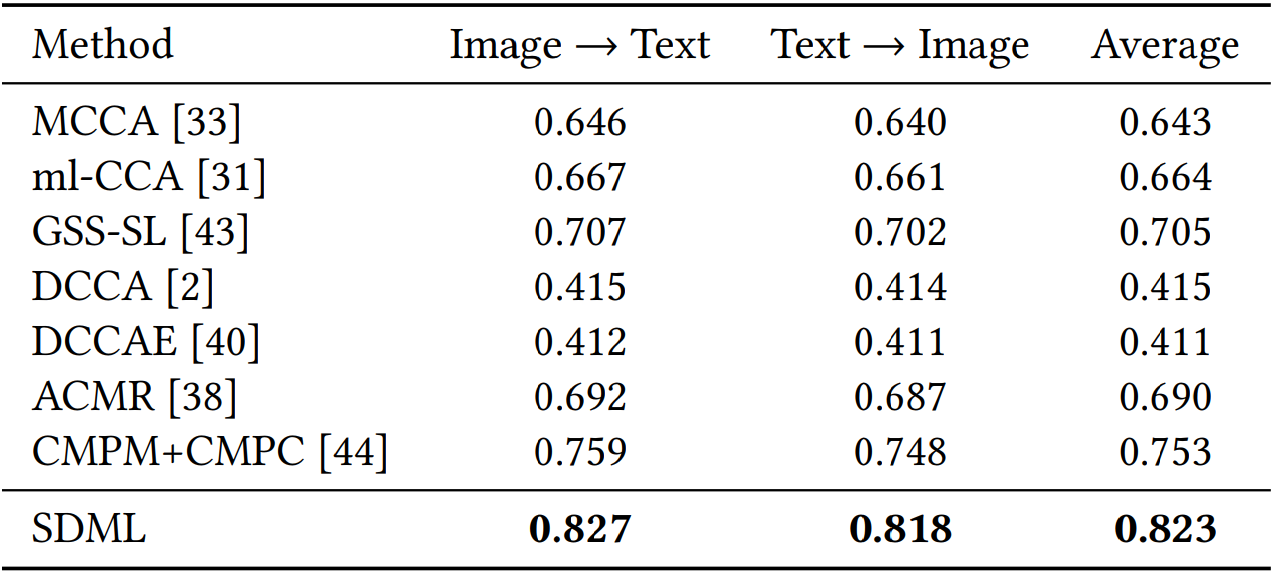 Method Image → Text Text → Image Average
MCCA [33] 0.646 0.640 0.643
ml-CCA [31] 0.667 0.661 0.664
GSS-SL [43] 0.707 0.702 0.705
DCCA [2] 0.415 0.414 0.415
DCCAE [40] 0.412 0.411 0.411
ACMR [38] 0.692 0.687 0.690
CMPM+CMPC [44] 0.759 0.748 0.753
SDML 0.827 0.818 0.823